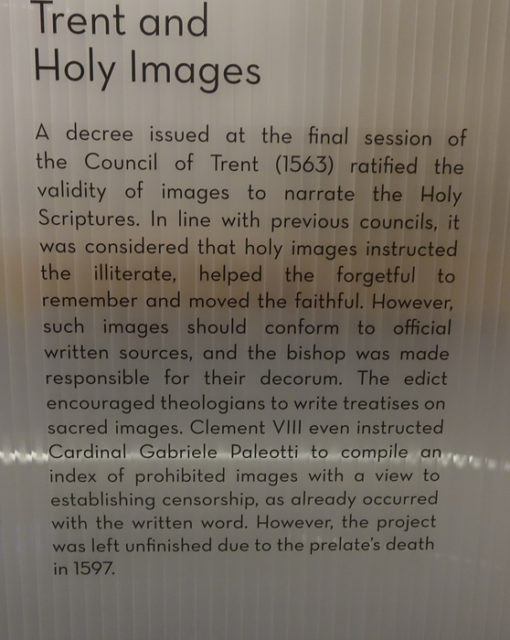 Trent and
Holy Images
A decree issued at the final session of
the Council of Trent (1563) ratified the
validity of images to narrate the Holy
Scriptures. In line with previous councils, it
was considered that holy images instructed
the illiterate, helped the forgetful to
remember and moved the faithful. However,
such images should conform to official
written sources, and the bishop was made
responsible for their decorum. The edict
encouraged theologians to write treatises on
sacred images. Clement VIII even instructed
Cardinal Gabriele Paleotti to compile an
index of prohibited images with a view to
establishing censorship, as already occurred
with the written word. However, the project
was left unfinished due to the prelate's death
in 1597.